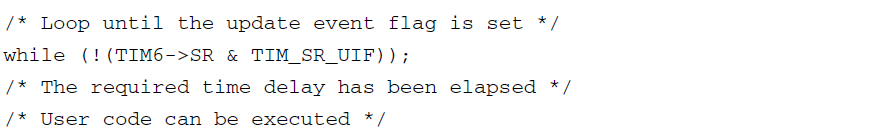 /* Loop until the update event flag is set */
while (!(TIM6->SR & TIM_SR_UIF));
/* The required time delay has been elapsed */
/* User code can be executed */